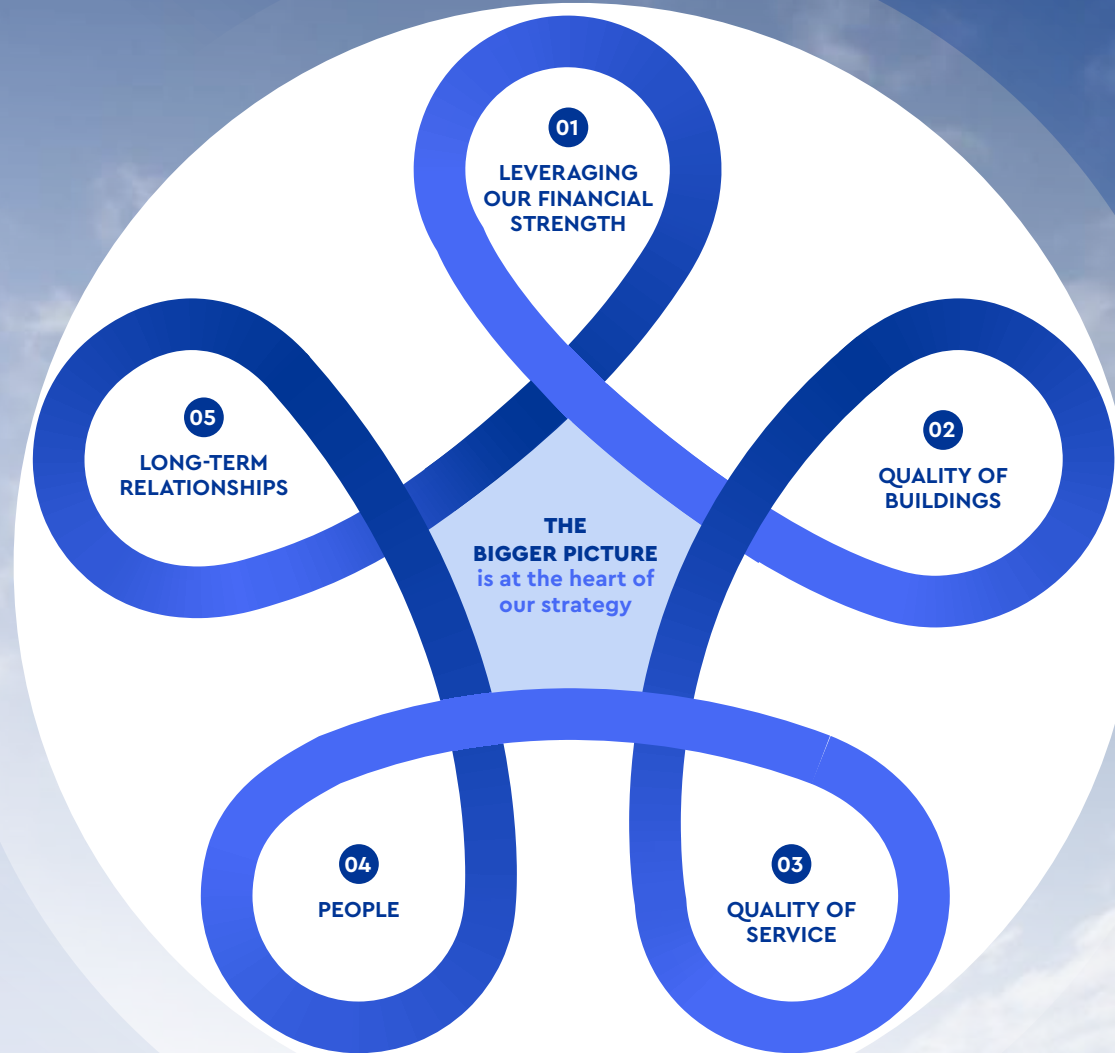 01
LEVERAGING
OUR FINANCIAL
STRENGTH
02
QUALITY OF
BUILDINGS
03
QUALITY OF
SERVICE
04
PEOPLE
05
LONG-TERM
RELATIONSHIPS
THE
BIGGER PICTURE
is at the heart of
our strategy